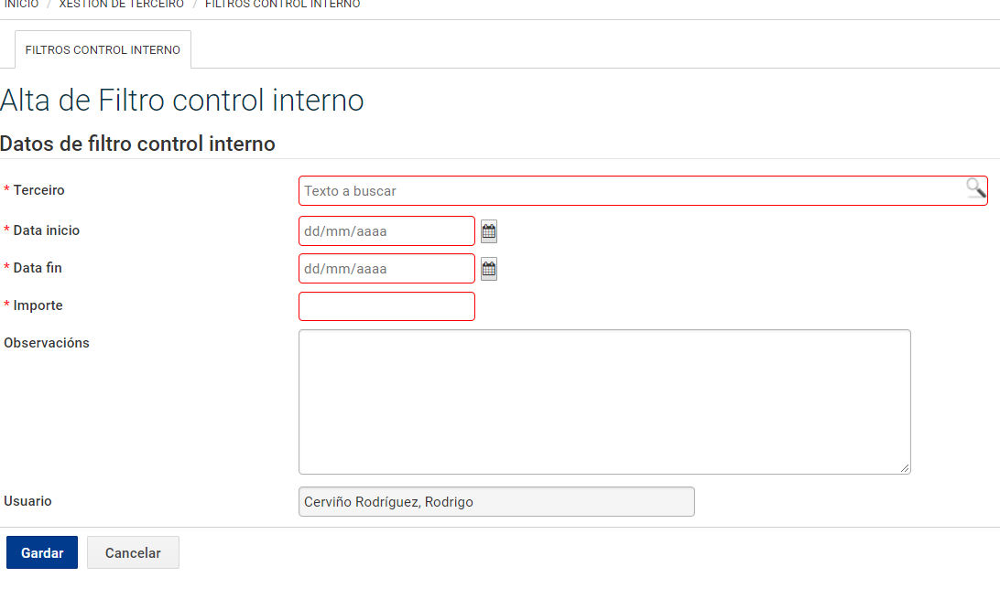 INICIO / XESTIÓN DE TERCEIRO / FILTROS CONTROL INTERNO
FILTROS CONTROL INTERNO
Alta de Filtro control interno
Datos de filtro control interno
* Terceiro Texto a buscar
* Data inicio dd/mm/aaaa
* Data fin dd/mm/aaaa
* Importe
Observacións
Usuario Cerviño Rodríguez, Rodrigo
Gardar Cancelar